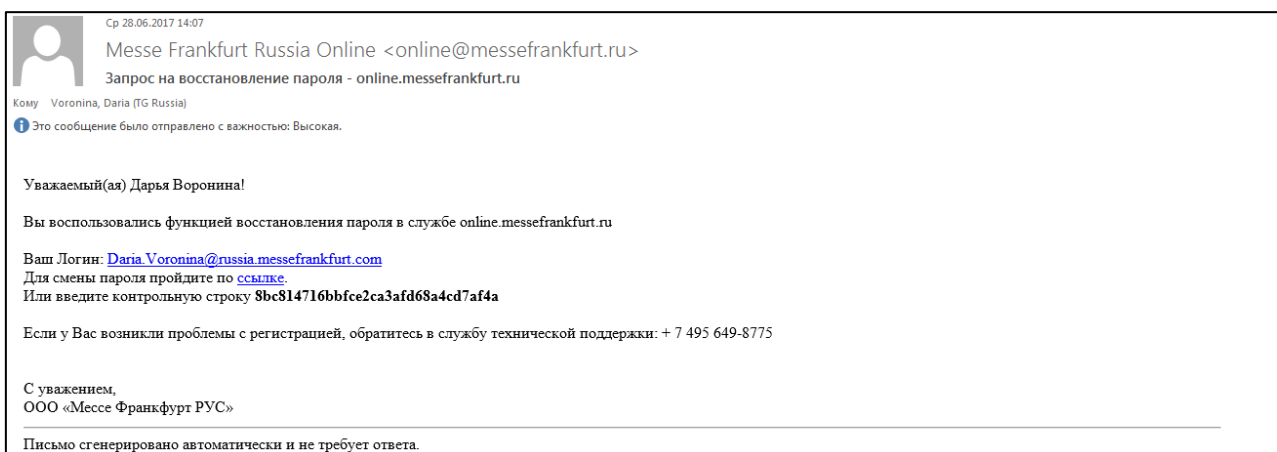 Ср 28.06.2017 14:07
Messe Frankfurt Russia Online <online@messefrankfurt.ru>
Запрос на восстановление пароля - online.messefrankfurt.ru
Кому Voronina, Daria (TG Russia)
Это сообщение было отправлено с важностью: Высокая.
Уважаемый(ая) Дарья Воронина!
Вы воспользовались функцией восстановления пароля в службе online.messefrankfurt.ru
Ваш Логин: Daria.Voronina@russia.messefrankfurt.com
Для смены пароля пройдите по ссылке.
Или введите контрольную строку 8bc814716bbfce2ca3afd68a4cd7af4a
Если у Вас возникли проблемы с регистрацией, обратитесь в службу технической поддержки: + 7 495 649-8775
С уважением,
ООО «Мессе Франкфурт РУС»
Письмо сгенерировано автоматически и не требует ответа.